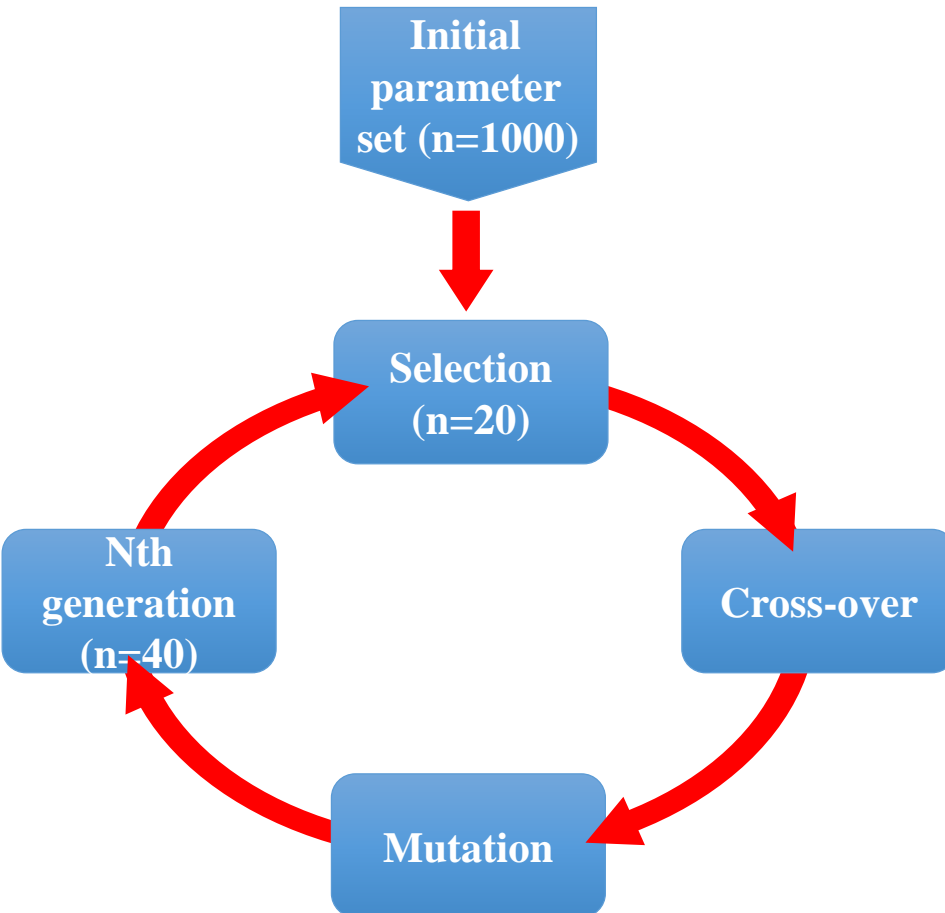 Initial
parameter
set (n=1000)
Selection
(n=20)
Nth
generation
(n=40)
Cross-over
Mutation